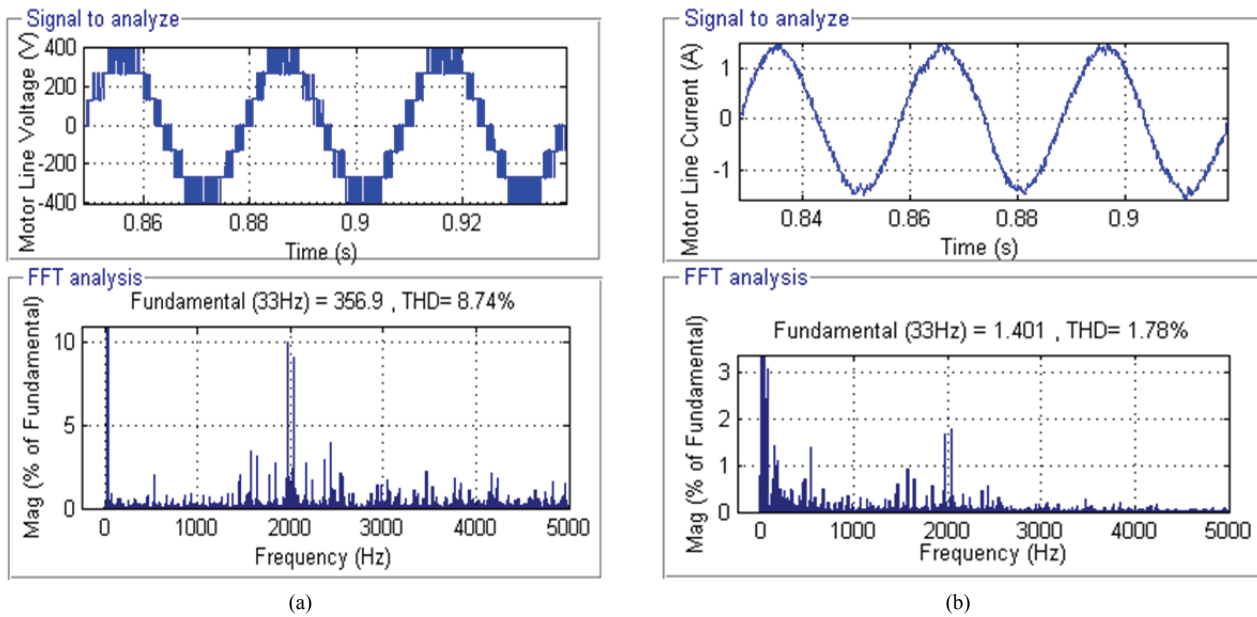 Signal to analyze
Motor Line Voltage (V)
400
200
0
-200
-400
0.86
0.88
0.9
0.92
Time (s)
FFT analysis
Fundamental (33Hz) = 356.9 , THD= 8.74%
Mag (% of Fundamental)
10
5
0
0
1000
2000
3000
4000
5000
Frequency (Hz)
(a)
Signal to analyze
Motor Line Current (A)
1
0
-1
0.84
0.86
0.88
0.9
Time (s)
FFT analysis
Fundamental (33Hz) = 1.401 , THD= 1.78%
Mag (% of Fundamental)
3
2
1
0
0
1000
2000
3000
4000
5000
Frequency (Hz)
(b)